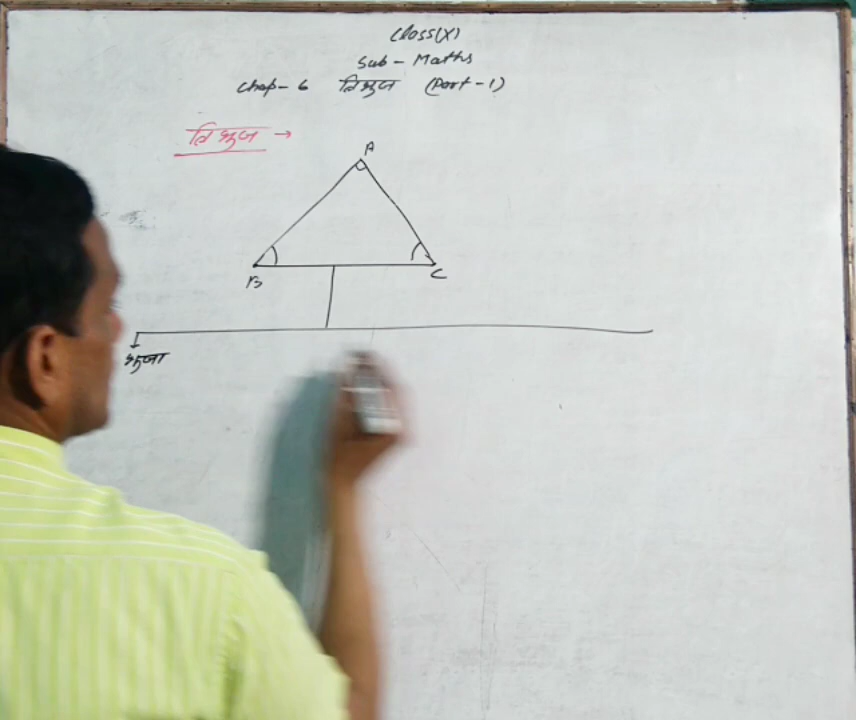 Class(X)
Sub - Maths
Chap- 6 त्रिभुज (Part-1)
त्रिभुज →
A
B
C
भुजा